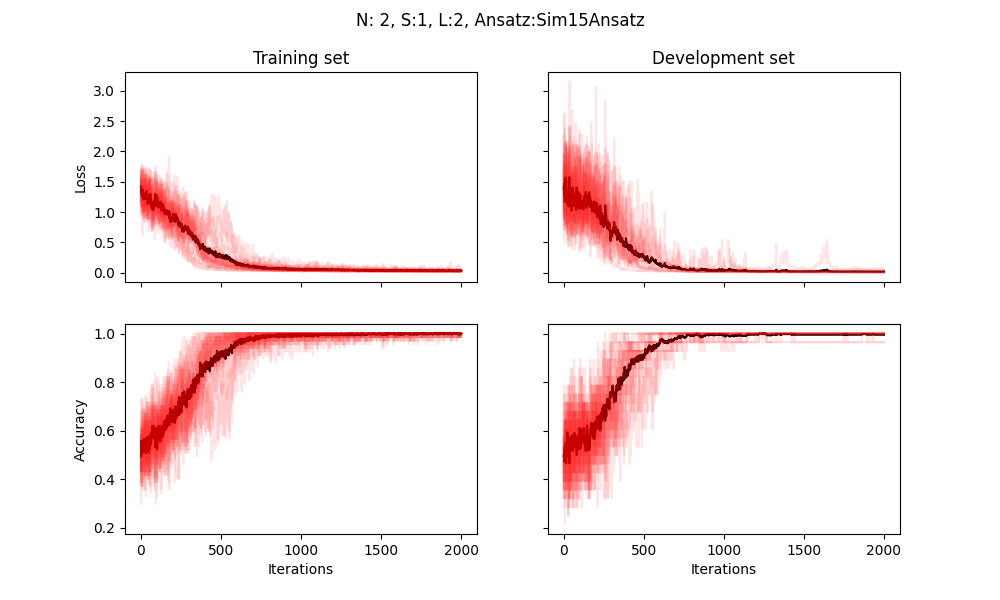 N: 2, S:1, L:2, Ansatz:Sim15Ansatz
Training set
Development set
3.0
2.5
2.0
1.5
1.0
0.5
0.0
Loss
1.0
0.8
0.6
0.4
0.2
Accuracy
0 500 1000 1500 2000
0 500 1000 1500 2000
Iterations
Iterations